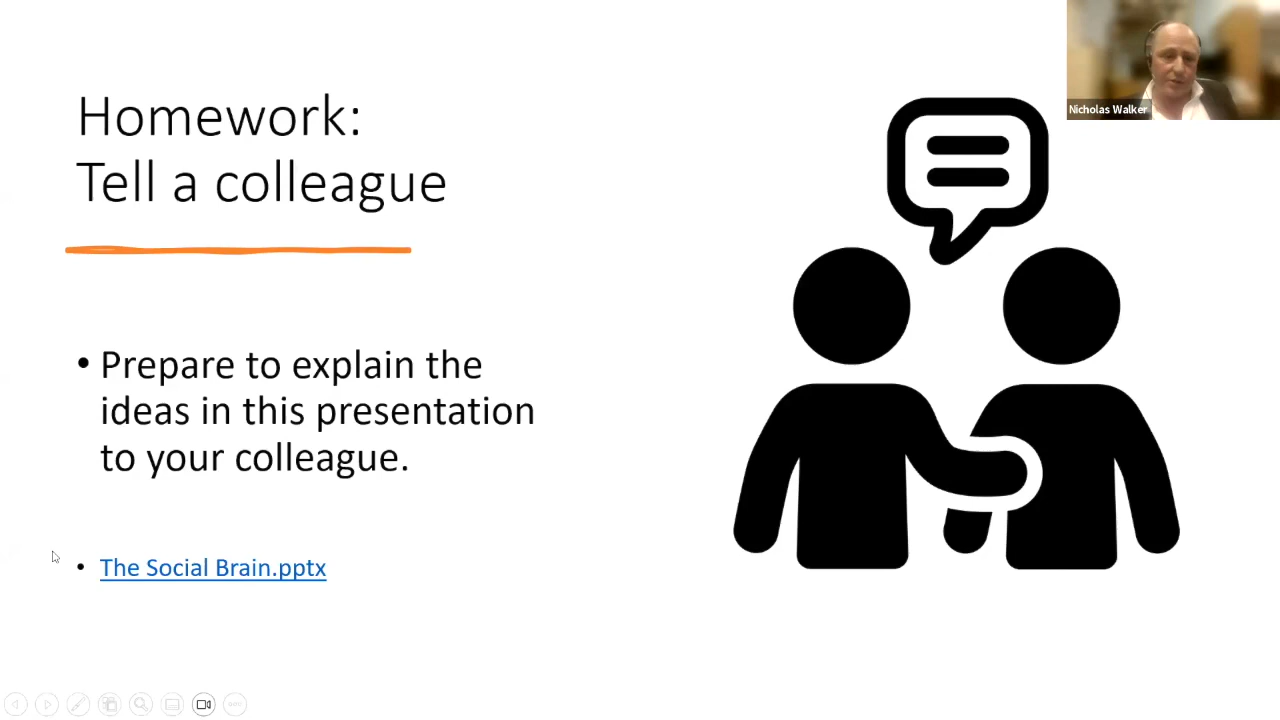 Homework:
Tell a colleague
• Prepare to explain the
ideas in this presentation
to your colleague.
• The Social Brain.pptx
Nicholas Walker